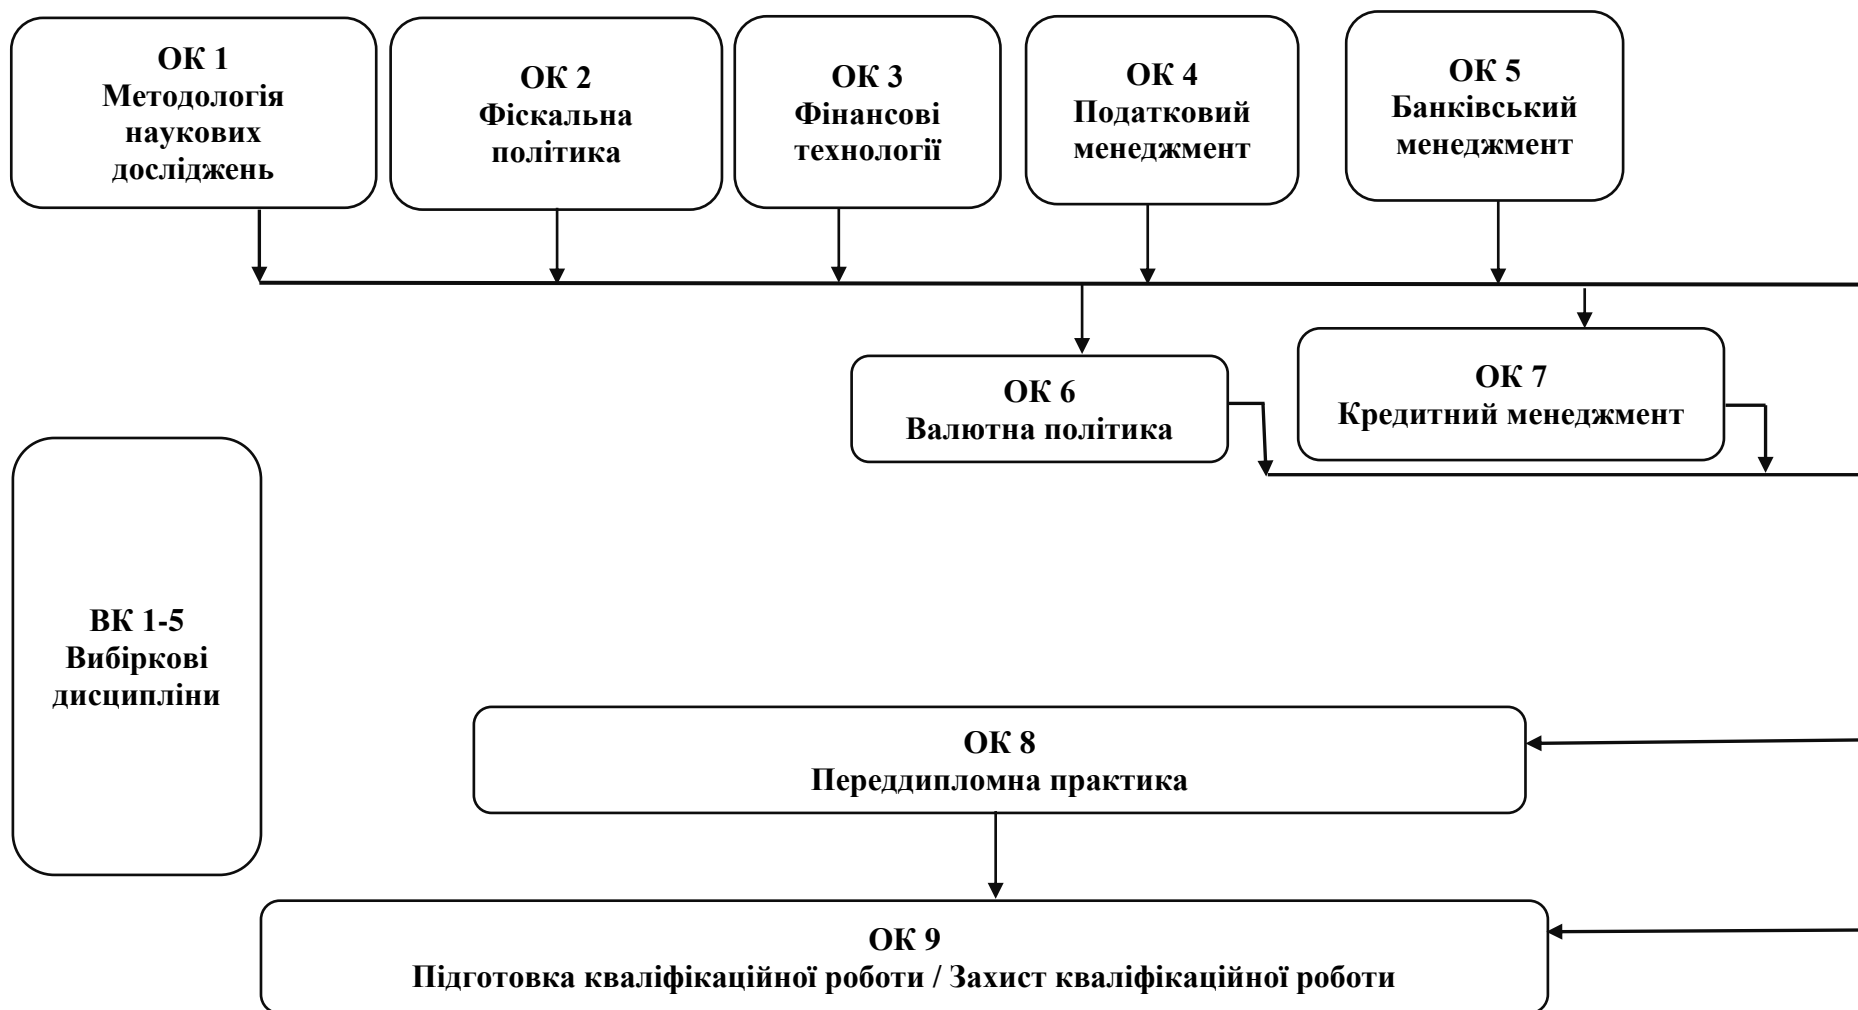 ОК 1
Методологія
наукових
досліджень
ОК 2
Фіскальна
політика
ОК 3
Фінансові
технології
ОК 4
Податковий
менеджмент
ОК 5
Банківський
менеджмент
ОК 6
Валютна політика
ОК 7
Кредитний менеджмент
ВК 1-5
Вибіркові
дисципліни
ОК 8
Переддипломна практика
ОК 9
Підготовка кваліфікаційної роботи / Захист кваліфікаційної роботи